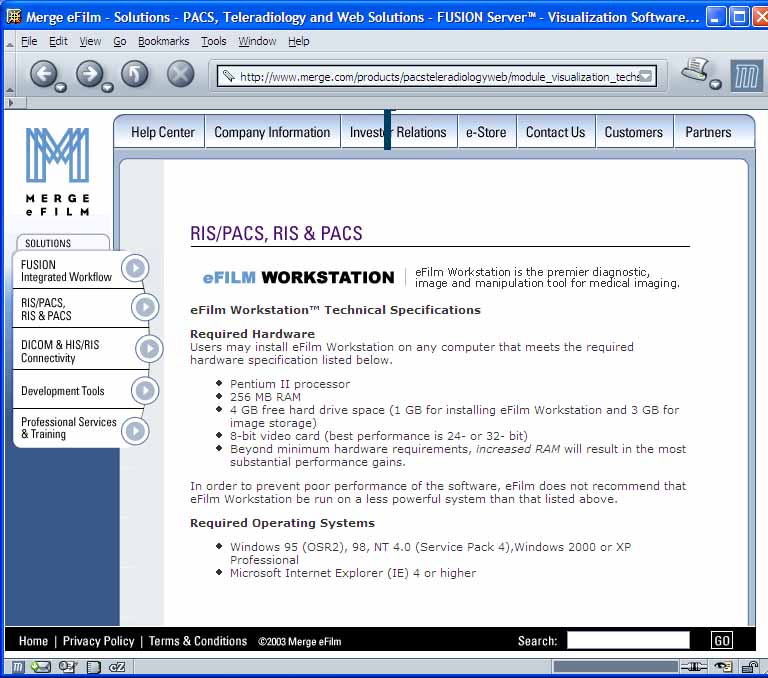 Merge eFilm - Solutions - PACS, Teleradiology and Web Solutions - FUSION Server™ - Visualization Software...
File Edit View Go Bookmarks Tools Window Help
http://www.merge.com/products/pacsteleradiologyweb/module_visualization_techs
Help Center Company Information Investor Relations e-Store Contact Us Customers Partners
MERGE
eFILM
SOLUTIONS
FUSION
Integrated Workflow
RIS/PACS,
RIS & PACS
DICOM & HIS/RIS
Connectivity
Development Tools
Professional Services
& Training
RIS/PACS, RIS & PACS
eFILM WORKSTATION
eFilm Workstation is the premier diagnostic,
image and manipulation tool for medical imaging.
eFilm Workstation™ Technical Specifications
Required Hardware
Users may install eFilm Workstation on any computer that meets the required
hardware specification listed below.
Pentium II processor
256 MB RAM
4 GB free hard drive space (1 GB for installing eFilm Workstation and 3 GB for
image storage)
8-bit video card (best performance is 24- or 32- bit)
Beyond minimum hardware requirements, increased RAM will result in the most
substantial performance gains.
In order to prevent poor performance of the software, eFilm does not recommend that
eFilm Workstation be run on a less powerful system than that listed above.
Required Operating Systems
Windows 95 (OSR2), 98, NT 4.0 (Service Pack 4),Windows 2000 or XP
Professional
Microsoft Internet Explorer (IE) 4 or higher
Home | Privacy Policy | Terms & Conditions ©2003 Merge eFilm Search: GO